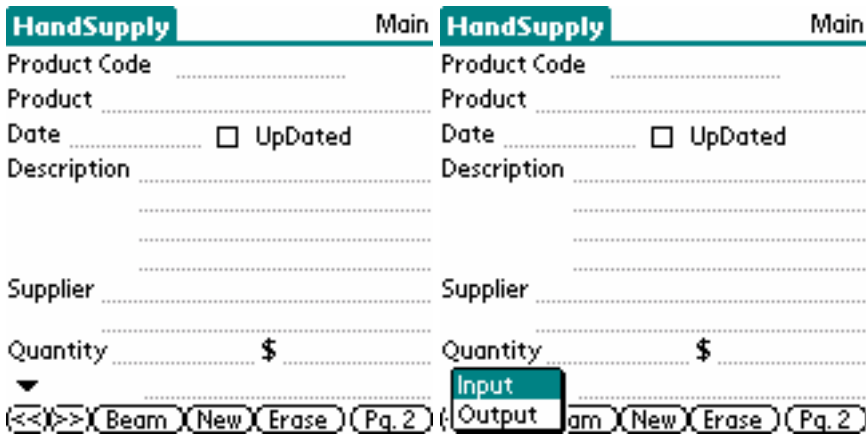 HandSupply Main
Product Code
Product
Date UpDated
Description
Supplier
Quantity $
<< >> Beam New Erase Pg. 2
HandSupply Main
Product Code
Product
Date UpDated
Description
Supplier
Quantity $
Input
Output am New Erase Pg. 2